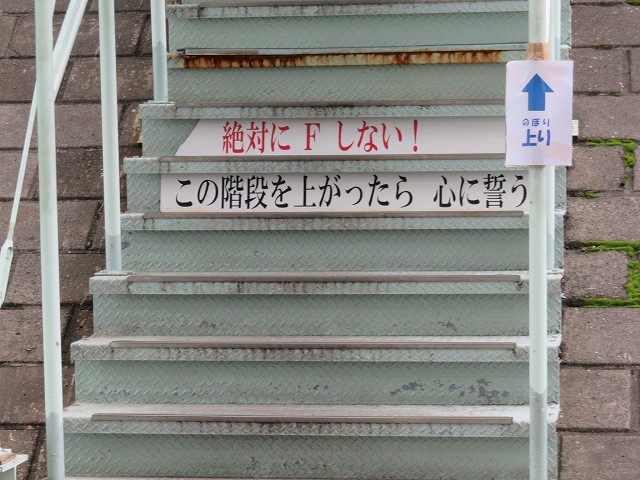 絶対に F しない!
この階段を上がったら 心に誓う
のぼり
上り